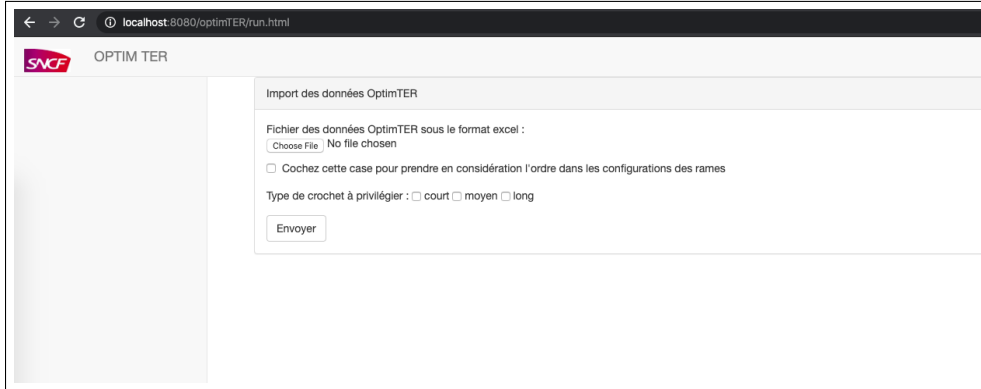 localhost:8080/optimTER/run.html
SNCF OPTIM TER
Import des données OptimTER
Fichier des données OptimTER sous le format excel :
Choose File No file chosen
Cochez cette case pour prendre en considération l'ordre dans les configurations des rames
Type de crochet à privilégier : court moyen long
Envoyer